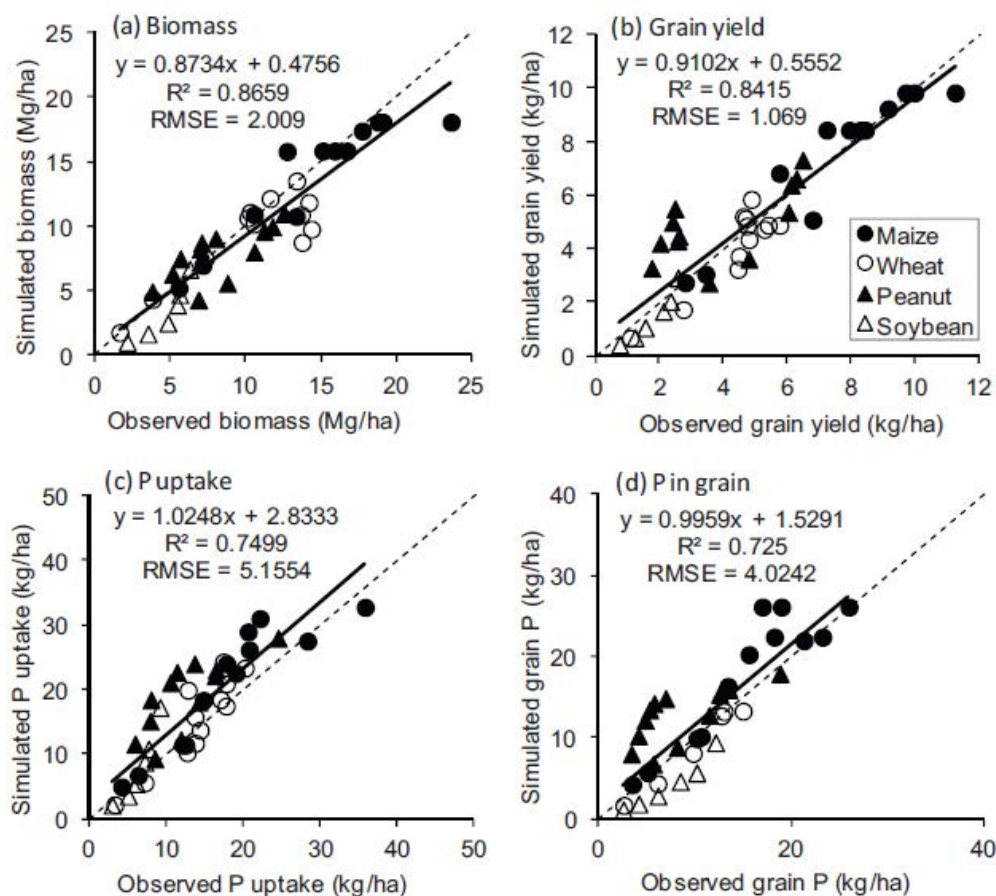 (a) Biomass
y = 0.8734x + 0.4756
R² = 0.8659
RMSE = 2.009
Simulated biomass (Mg/ha)
25
20
15
10
5
0
0 5 10 15 20 25
Observed biomass (Mg/ha)
(b) Grain yield
y = 0.9102x + 0.5552
R² = 0.8415
RMSE = 1.069
Simulated grain yield (kg/ha)
12
10
8
6
4
2
0
0 2 4 6 8 10 12
Observed grain yield (kg/ha)
Maize
Wheat
Peanut
Soybean
(c) P uptake
y = 1.0248x + 2.8333
R² = 0.7499
RMSE = 5.1554
Simulated P uptake (kg/ha)
50
40
30
20
10
0
0 10 20 30 40 50
Observed P uptake (kg/ha)
(d) P in grain
y = 0.9959x + 1.5291
R² = 0.725
RMSE = 4.0242
Simulated grain P (kg/ha)
40
30
20
10
0
0 20 40
Observed grain P (kg/ha)